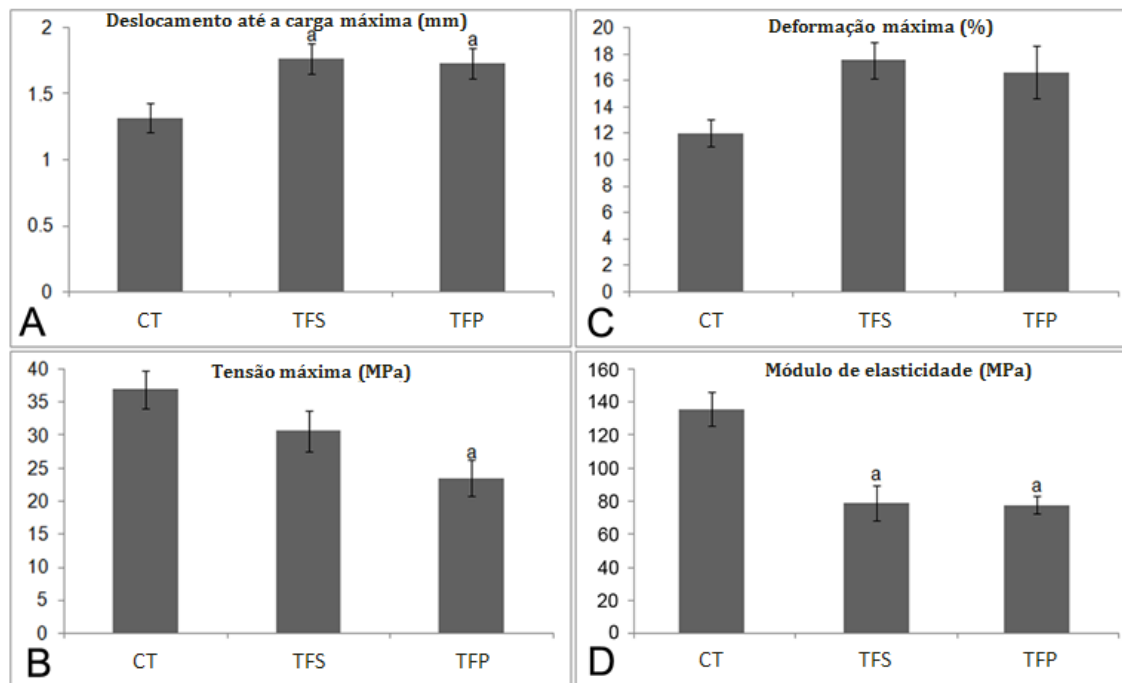 Deslocamento até a carga máxima (mm)
2
1.5
1
0.5
0
a
a
CT
TFS
TFP
A
Deformação máxima (%)
20
18
16
14
12
10
8
6
4
2
0
CT
TFS
TFP
C
Tensão máxima (MPa)
40
35
30
25
20
15
10
5
0
a
CT
TFS
TFP
B
Módulo de elasticidade (MPa)
160
140
120
100
80
60
40
20
0
a
a
CT
TFS
TFP
D